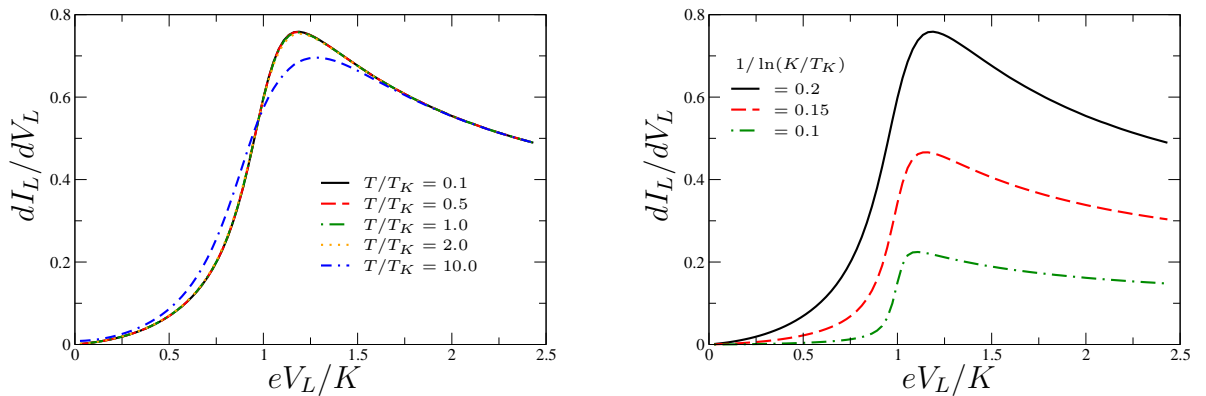 0.8
0.6
0.4
0.2
0
dI_L/dV_L
T/T_K = 0.1
T/T_K = 0.5
T/T_K = 1.0
T/T_K = 2.0
T/T_K = 10.0
0 0.5 1 1.5 2 2.5
eV_L/K
0.8
0.6
0.4
0.2
0
dI_L/dV_L
1/ ln(K/T_K)
= 0.2
= 0.15
= 0.1
0 0.5 1 1.5 2 2.5
eV_L/K